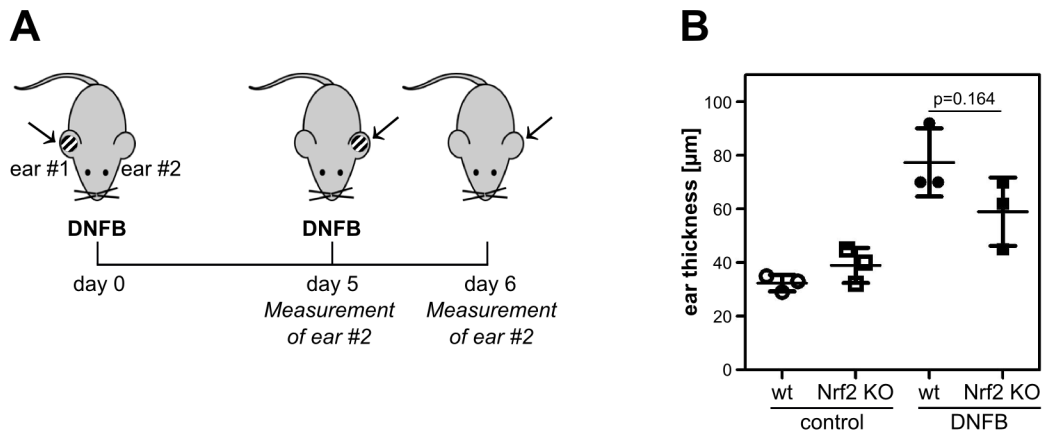 A
ear #1
ear #2
DNFB
DNFB
day 0
day 5
day 6
Measurement
of ear #2
Measurement
of ear #2
B
ear thickness [µm]
100
80
60
40
20
0
p=0.164
wt
Nrf2 KO
wt
Nrf2 KO
control
DNFB